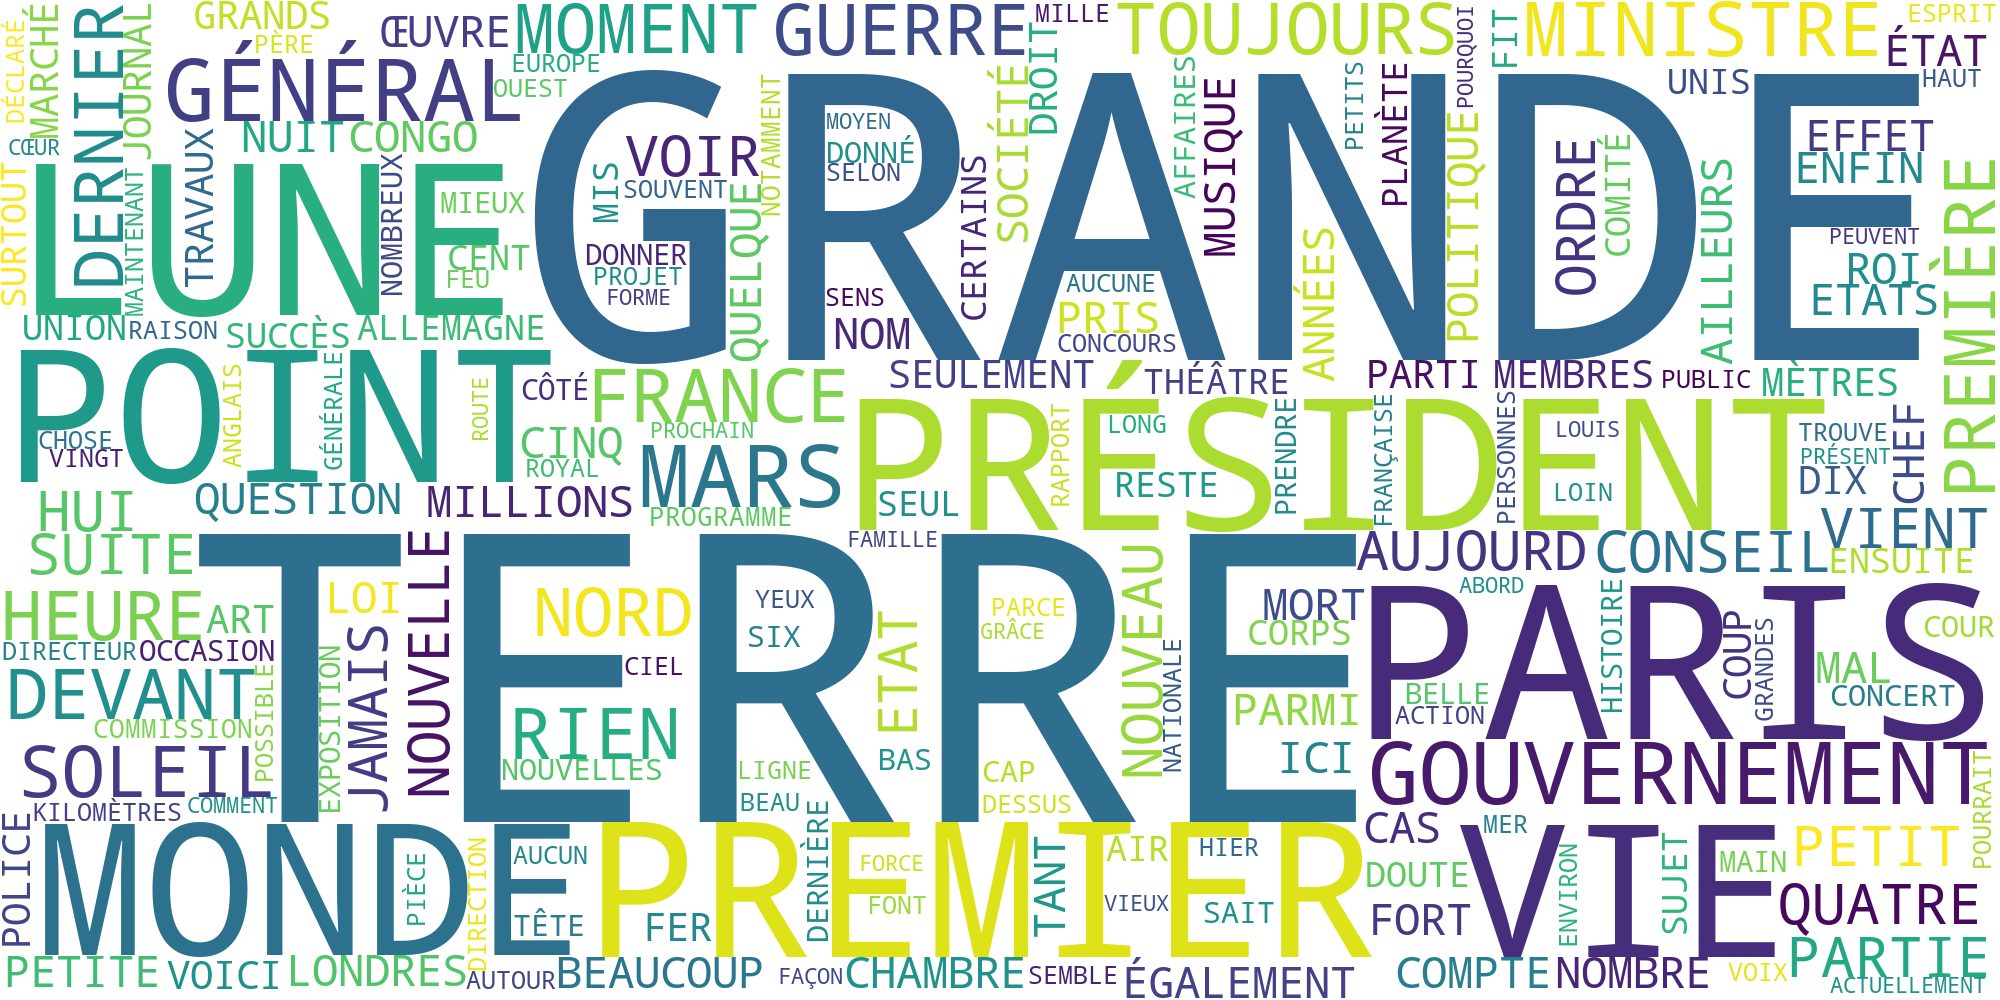 GRANDS
ŒUVRE
MOMENT
GUERRE
MILLE
TOUJOURS
POURQUOI
FIT
MINISTRE
ESPRIT
DÉCLARÉ
MARCHÉ
DERNIER
JOURNAL
PÈRE
GÉNÉRAL
EUROPE
OUEST
DROIT
ÉTAT
UNIS
HAUT
CŒUR
NUIT
CONGO
GRANDE
MOYEN
DONNÉ
SELON
VOIR
SOUVENT
MIS
NOTAMMENT
SOCIÉTÉ
AFFAIRES
MUSIQUE
PETITS
PLANÈTE
POLITIQUE
ORDRE
COMITÉ
EFFET
ENFIN
PREMIÈRE
SURTOUT
LUNE
MAINTENANT
TRAVAUX
NOMBREUX
MIEUX
CENT
FEU
DONNER
PROJET
FORME
QUELQUE
CERTAINS
SENS
NOM
AUCUNE
PRIS
CONCOURS
ANNÉES
AILLEURS
PEUVENT
ROI
ETATS
UNION
RAISON
SUCCÈS
ALLEMAGNE
POINT
CHOSE
VINGT
ANGLAIS
GÉNÉRALE
ROUTE
CÔTÉ
FRANCE
CINQ
ROYAL
PROCHAIN
SEULEMENT
THÉÂTRE
PARTI
MEMBRES
PUBLIC
MÈTRES
PRÉSIDENT
RAPPORT
LONG
RESTE
PRENDRE
FRANÇAISE
PERSONNES
LOUIS
LOIN
TROUVE
PRÉSENT
DIX
CHEF
HUI
QUESTION
MILLIONS
MARS
PROGRAMME
SEUL
VIENT
SUITE
TERRE
NOUVELLE
FAMILLE
NOUVEAU
AUJOURD
CONSEIL
ENSUITE
HEURE
ART
LOI
JAMAIS
NORD
YEUX
SIX
ETAT
PARCE
GRÂCE
MORT
CORPS
ABORD
PARIS
HISTOIRE
COUP
GRANDES
COUR
DIRECTEUR
OCCASION
DEVANT
COMMISSION
POSSIBLE
EXPOSITION
CIEL
RIEN
NOUVELLES
NATIONALE
PARMI
ICI
BELLE
ACTION
MAL
CONCERT
SOLEIL
KILOMÈTRES
COMMENT
LIGNE
BEAU
BAS
CAP
DESSUS
GOUVERNEMENT
POURRAIT
POLICE
MONDE
PIÈCE
DIRECTION
AUCUN
TÊTE
PREMIER
FER
DERNIÈRE
FORCE
FONT
TANT
AIR
VIEUX
HIER
SAIT
CAS
DOUTE
FORT
MER
VIE
ENVIRON
SUJET
MAIN
PETIT
QUATRE
PARTIE
PETITE
VOICI
LONDRES
AUTOUR
BEAUCOUP
FAÇON
CHAMBRE
SEMBLE
ÉGALEMENT
COMPTE
NOMBRE
VOIX
ACTUELLEMENT